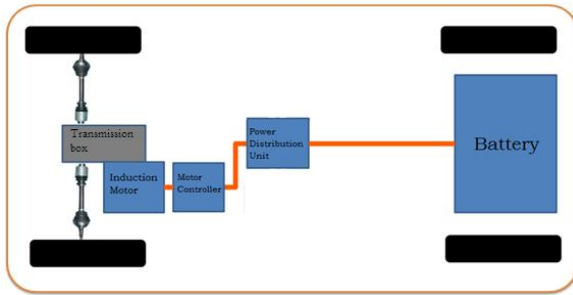 Transmission
box
Induction
Motor
Motor
Controller
Power
Distribution
Unit
Battery